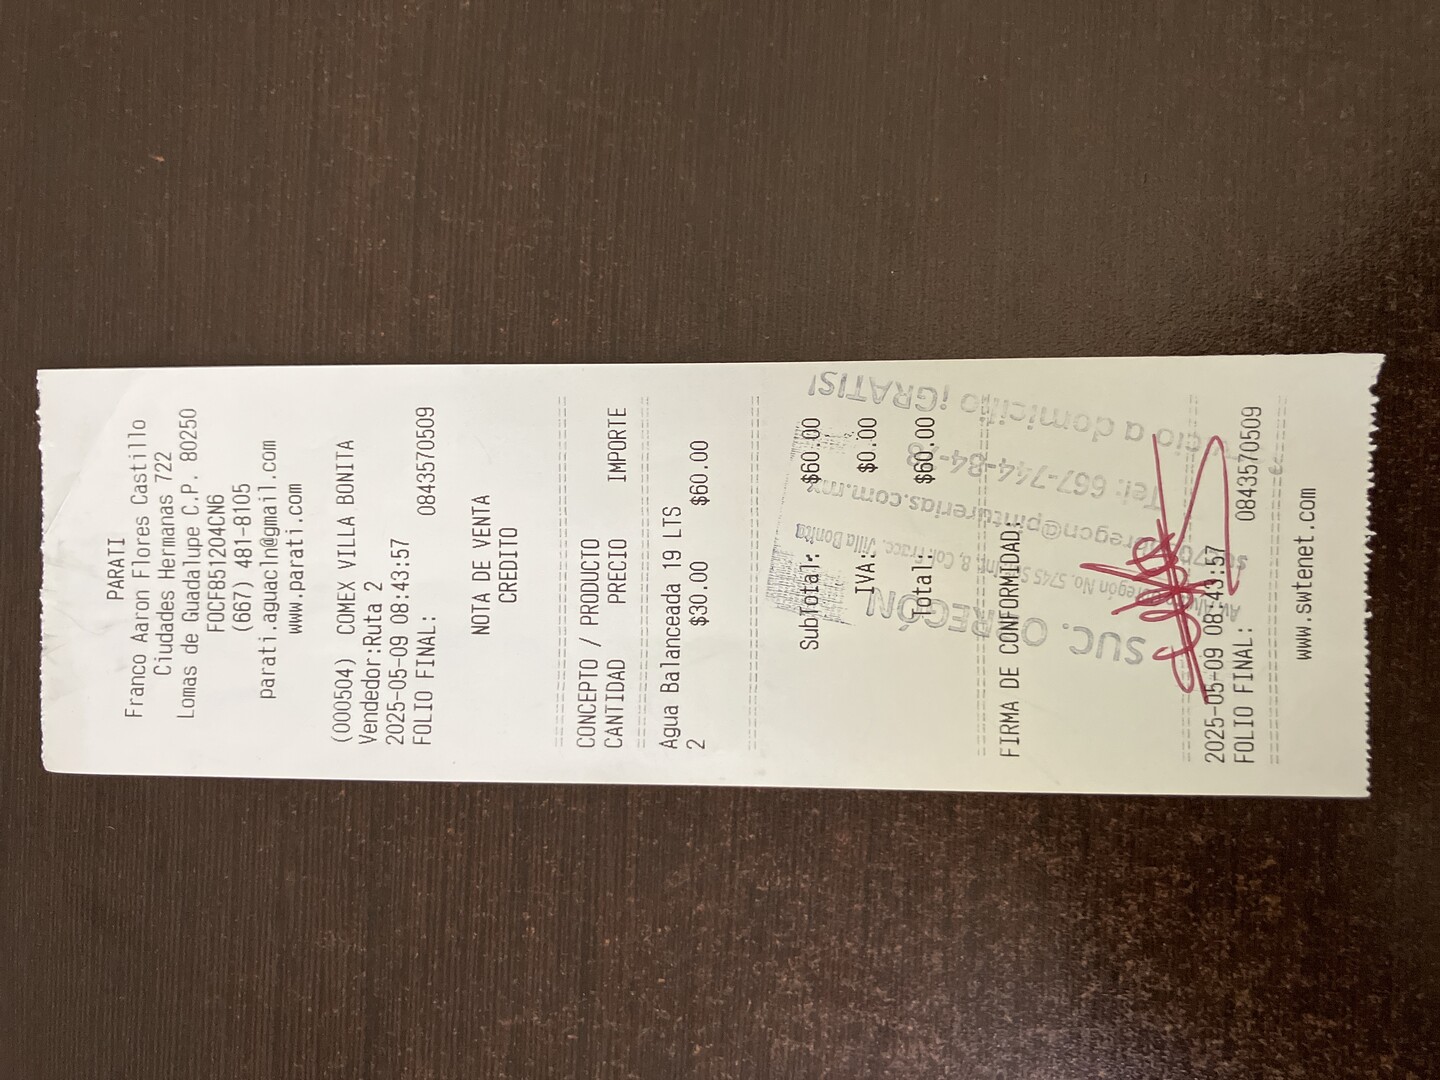 PARATI
Franco Aaron Flores Castillo
Ciudades Hermanas 722
Lomas de Guadalupe C.P. 80250
FOCF851204CN6
(667) 481-8105
parati.aguacln@gmail.com
www.parati.com
(000504) COMEX VILLA BONITA
Vendedor:Ruta 2
2025-05-09 08:43:57
FOLIO FINAL: 0843570509
NOTA DE VENTA
CREDITO
CONCEPTO / PRODUCTO
CANTIDAD PRECIO IMPORTE
Agua Balanceada 19 LTS
2 $30.00 $60.00
SubTotal: $60.00
IVA: $0.00
Total: $60.00
FIRMA DE CONFORMIDAD:
2025-05-09 08:43:57
FOLIO FINAL: 0843570509
www.swtenet.com
SUC. OBREGÓN
No. 5745 Fracc. Villa Bonita
@pinturerias.com.mx
Tel: 667-744-84-78
a domicilio ¡GRATIS!